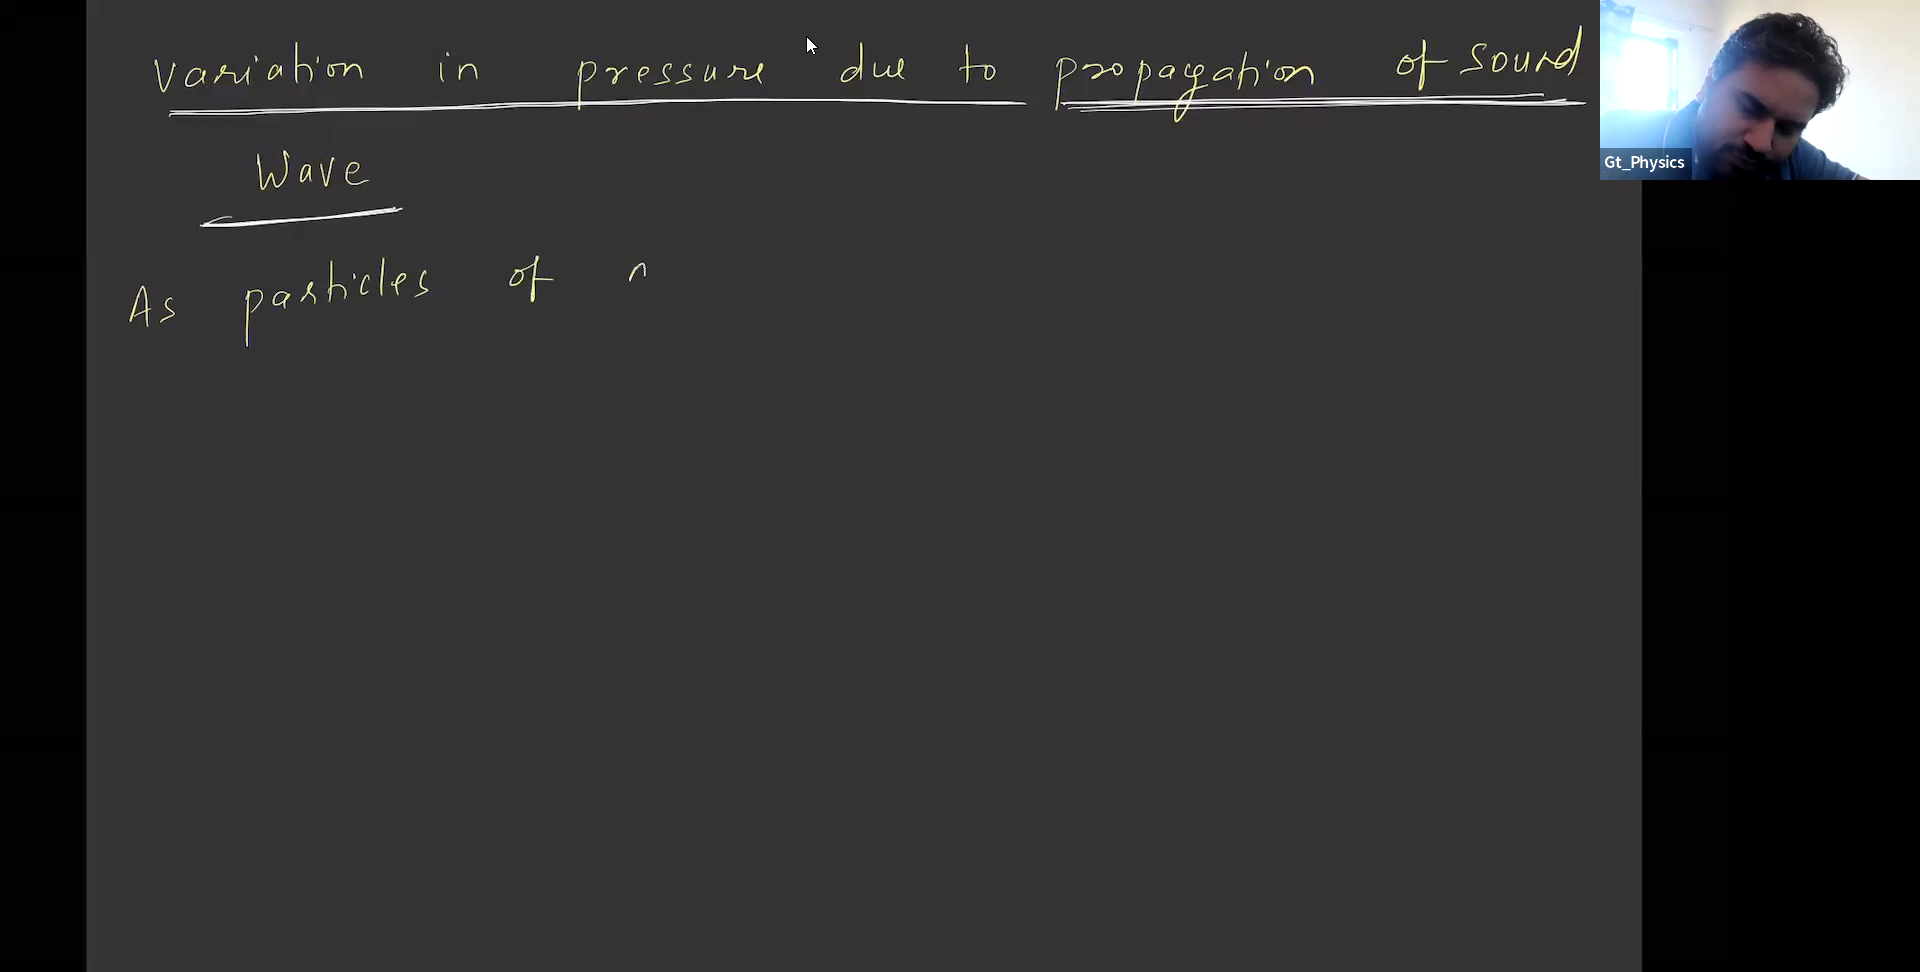 variation in pressure due to propagation of sound
Wave
As particles of
Gt_Physics